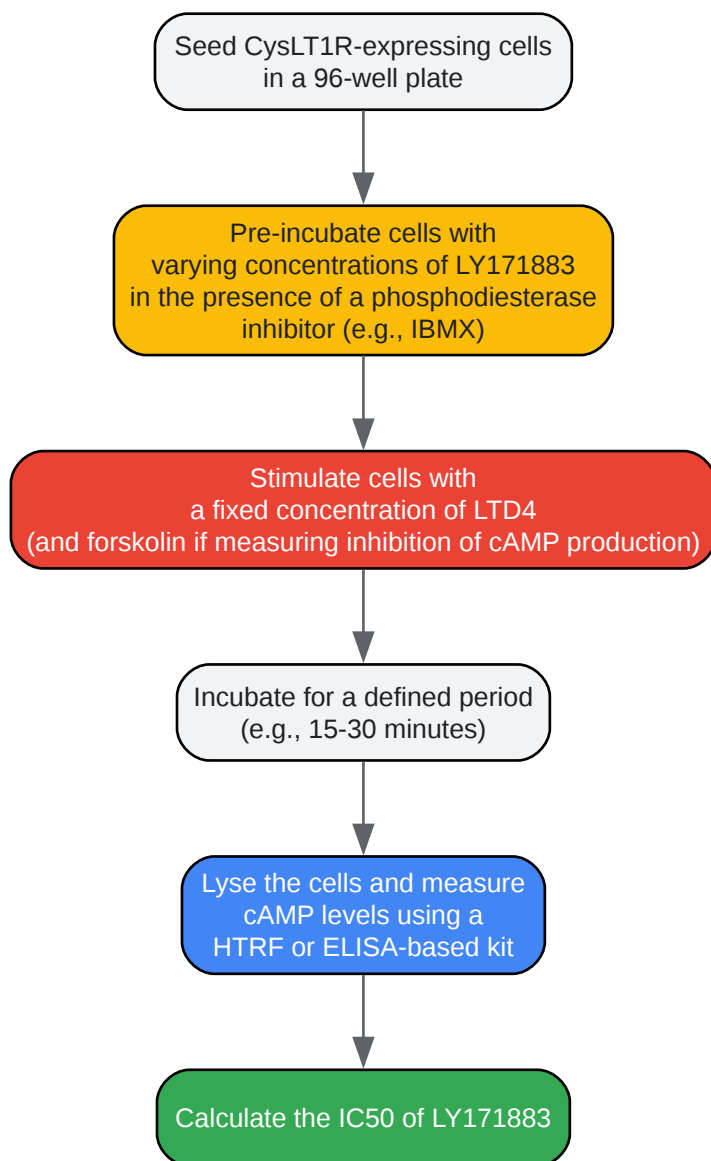 Seed CysLT1R-expressing cells
in a 96-well plate
Pre-incubate cells with
varying concentrations of LY171883
in the presence of a phosphodiesterase
inhibitor (e.g., IBMX)
Stimulate cells with
a fixed concentration of LTD4
(and forskolin if measuring inhibition of cAMP production)
Incubate for a defined period
(e.g., 15-30 minutes)
Lyse the cells and measure
cAMP levels using a
HTRF or ELISA-based kit
Calculate the IC50 of LY171883